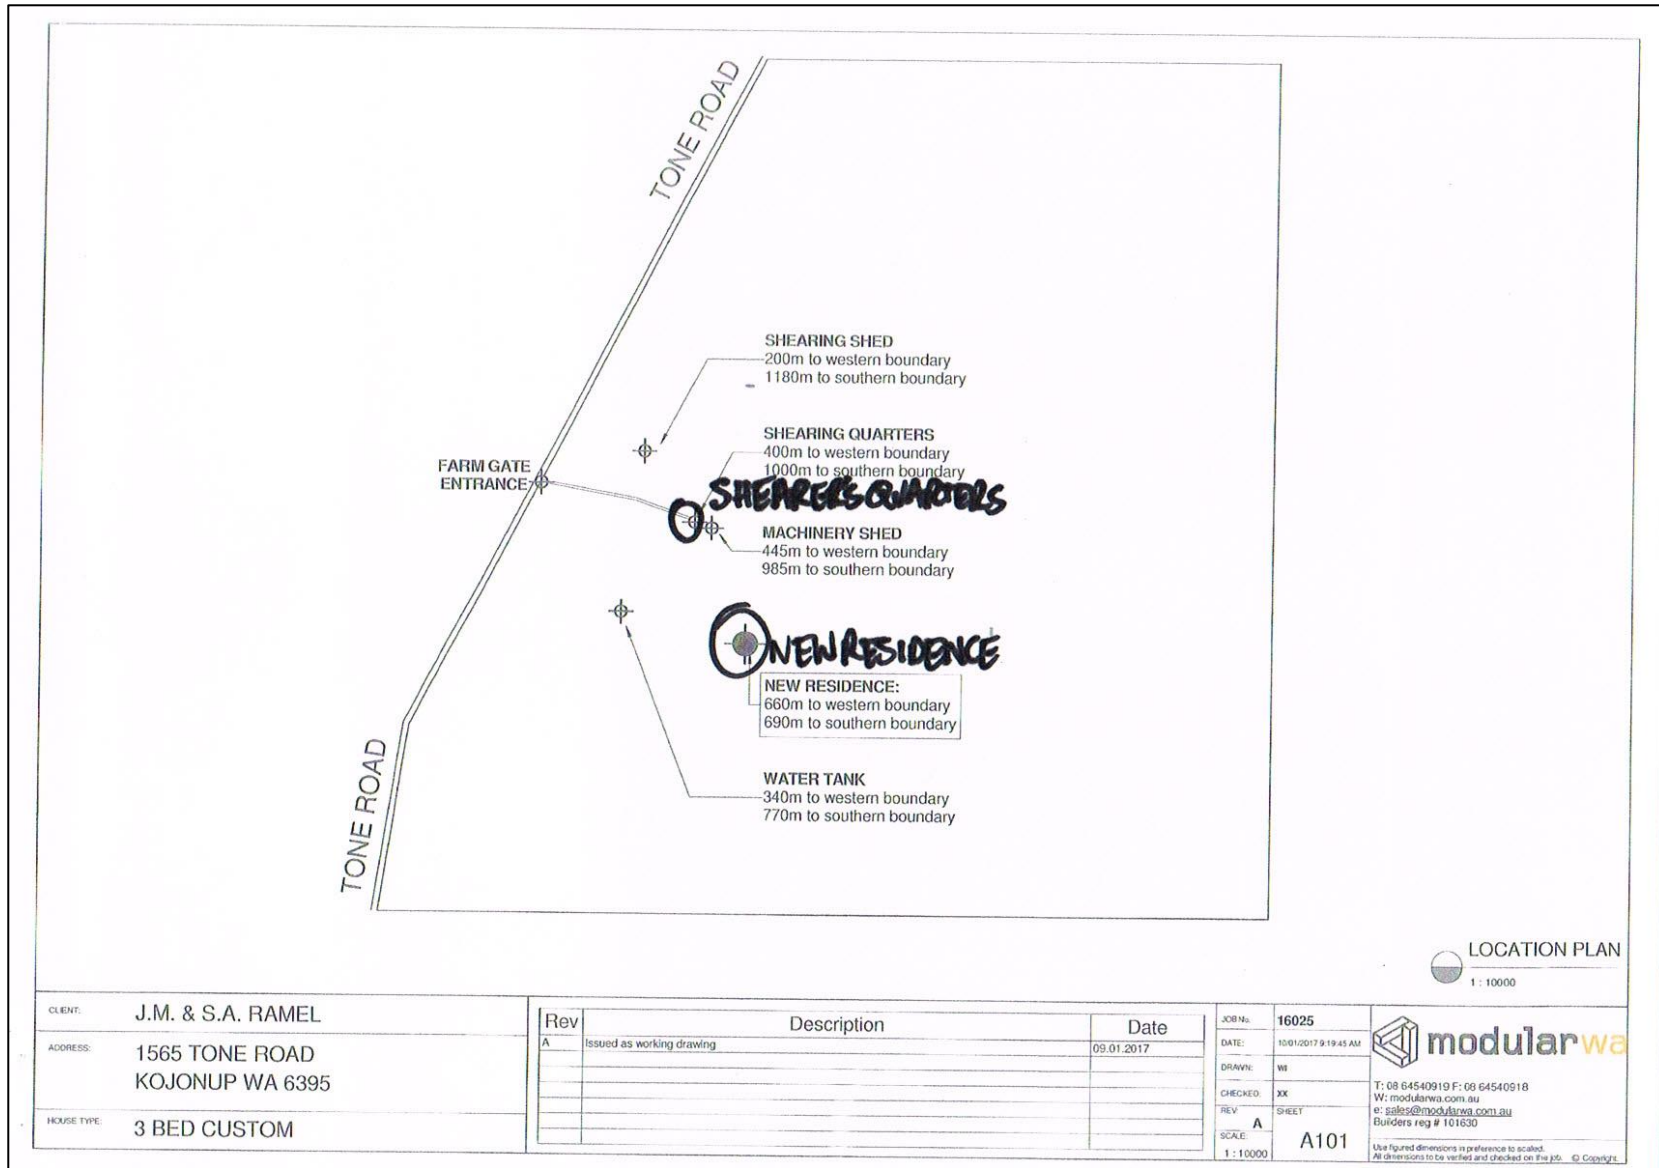 TONE ROAD
SHEARING SHED
200m to western boundary
1180m to southern boundary
SHEARING QUARTERS
400m to western boundary
1000m to southern boundary
FARM GATE
ENTRANCE
SHEARERS QUARTERS
MACHINERY SHED
445m to western boundary
985m to southern boundary
NEW RESIDENCE
NEW RESIDENCE:
660m to western boundary
690m to southern boundary
TONE ROAD
WATER TANK
340m to western boundary
770m to southern boundary
LOCATION PLAN
1 : 10000
CLIENT: J.M. & S.A. RAMEL
ADDRESS: 1565 TONE ROAD
KOJONUP WA 6395
HOUSE TYPE: 3 BED CUSTOM
Rev Description Date
A Issued as working drawing 09.01.2017
JOB No. 16025
DATE: 10/01/2017 9:19:45 AM
DRAWN: WI
CHECKED: XX
REV A
SHEET A101
SCALE: 1 : 10000
modularwa
T: 08 64540919 F: 08 64540918
W: modularwa.com.au
e: sales@modularwa.com.au
Builders reg # 101630
Use figured dimensions in preference to scaled.
All dimensions to be verified and checked on the job. © Copyright.